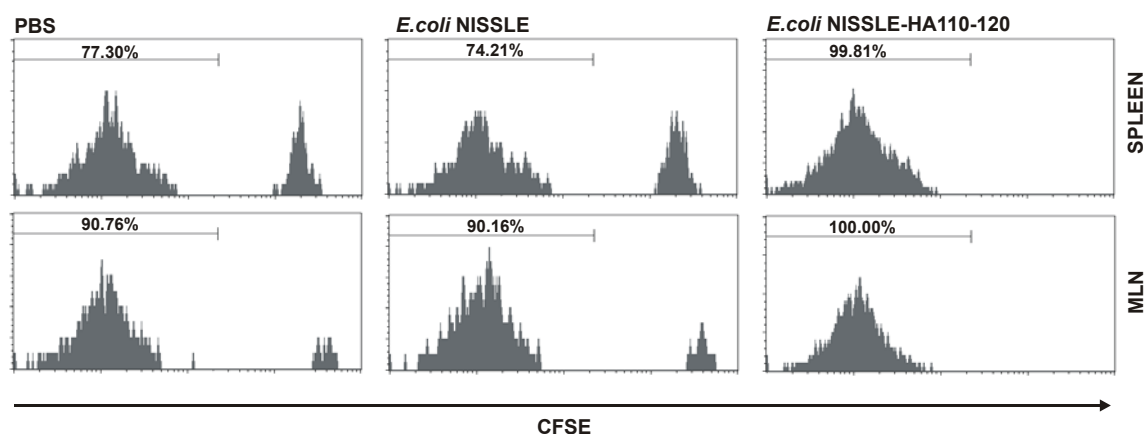 PBS
E.coli NISSLE
E.coli NISSLE-HA110-120
77.30%
74.21%
99.81%
SPLEEN
90.76%
90.16%
100.00%
MLN
CFSE